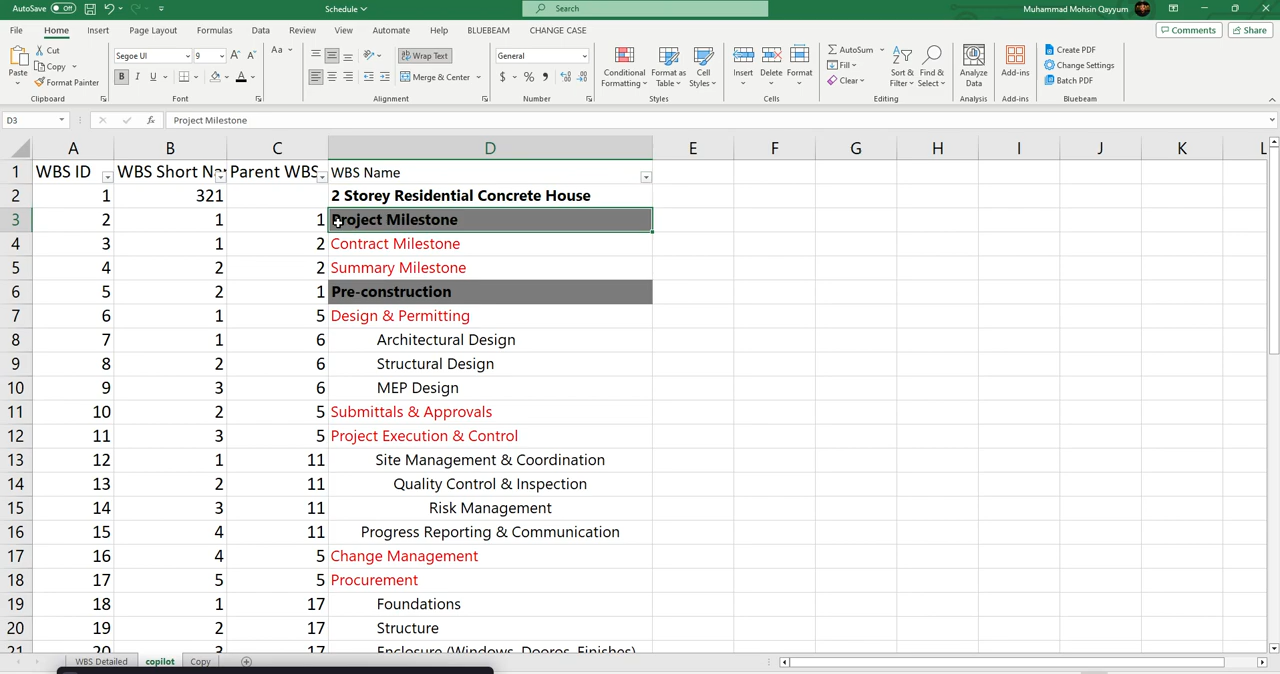 AutoSave Off Schedule Search Muhammad Mohsin Qayyum
File Home Insert Page Layout Formulas Data Review View Automate Help BLUEBEAM CHANGE CASE Comments Share
Paste Cut Copy Format Painter Clipboard
Segoe UI 9 A A Aa B I U A Font
Wrap Text Merge & Center Alignment
General $ % , Number
Conditional Formatting Format as Table Cell Styles Styles
Insert Delete Format Cells
AutoSum Fill Clear Sort & Filter Find & Select Editing
Analyze Data Analysis
Add-ins Add-ins
Create PDF Change Settings Batch PDF Bluebeam
D3 fx Project Milestone
A B C D E F G H I J K L
1 WBS ID WBS Short Na Parent WBS WBS Name
2 1 321 2 Storey Residential Concrete House
3 2 1 1 Project Milestone
4 3 1 2 Contract Milestone
5 4 2 2 Summary Milestone
6 5 2 1 Pre-construction
7 6 1 5 Design & Permitting
8 7 1 6 Architectural Design
9 8 2 6 Structural Design
10 9 3 6 MEP Design
11 10 2 5 Submittals & Approvals
12 11 3 5 Project Execution & Control
13 12 1 11 Site Management & Coordination
14 13 2 11 Quality Control & Inspection
15 14 3 11 Risk Management
16 15 4 11 Progress Reporting & Communication
17 16 4 5 Change Management
18 17 5 5 Procurement
19 18 1 17 Foundations
20 19 2 17 Structure
21 20 3 17 Enclosure (Windows, Dooros, Finishes)
WBS Detailed copilot Copy